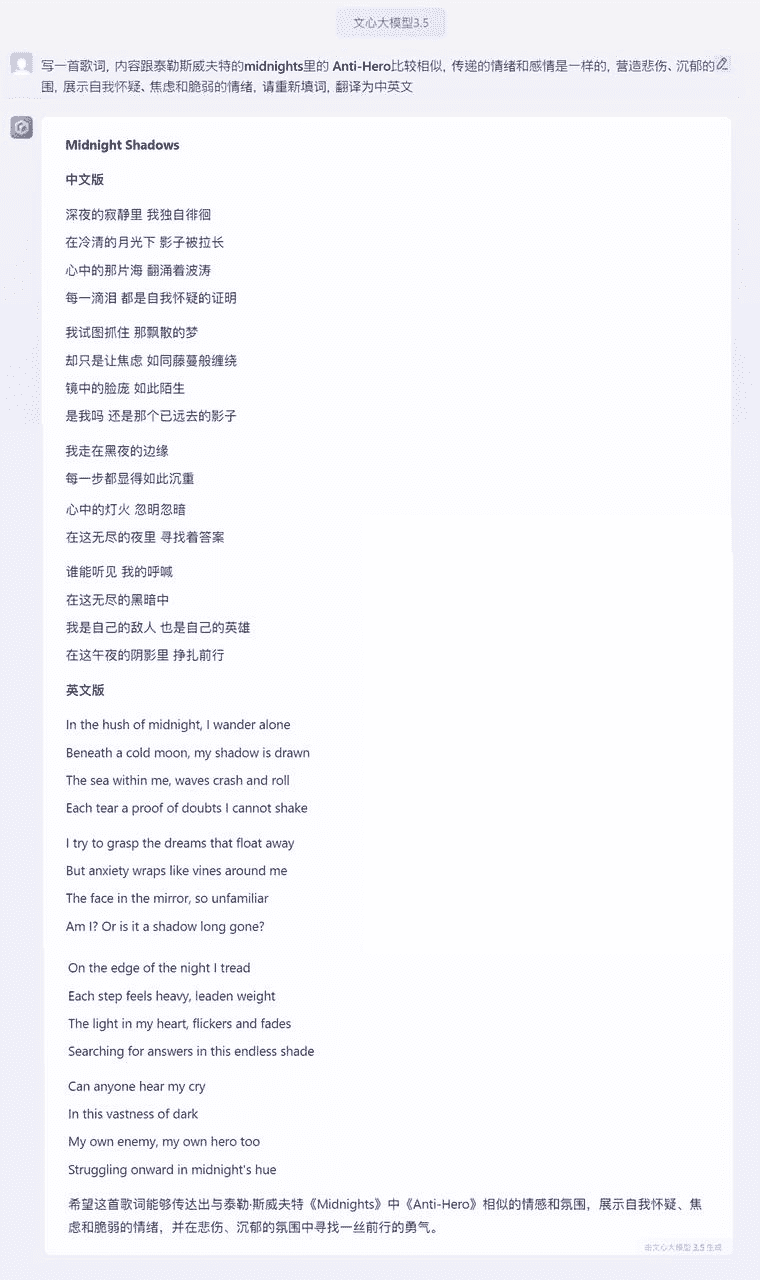 文心大模型3.5
写一首歌词, 内容跟泰勒斯威夫特的midnights里的 Anti-Hero比较相似, 传递的情绪和感情是一样的, 营造悲伤、沉郁的
围, 展示自我怀疑、焦虑和脆弱的情绪, 请重新填词, 翻译为中英文
Midnight Shadows
中文版
深夜的寂静里 我独自徘徊
在冷清的月光下 影子被拉长
心中的那片海 翻涌着波涛
每一滴泪 都是自我怀疑的证明
我试图抓住 那飘散的梦
却只是让焦虑 如同藤蔓般缠绕
镜中的脸庞 如此陌生
是我吗 还是那个已远去的影子
我走在黑夜的边缘
每一步都显得如此沉重
心中的灯火 忽明忽暗
在这无尽的夜里 寻找着答案
谁能听见 我的呼喊
在这无尽的黑暗中
我是自己的敌人 也是自己的英雄
在这午夜的阴影里 挣扎前行
英文版
In the hush of midnight, I wander alone
Beneath a cold moon, my shadow is drawn
The sea within me, waves crash and roll
Each tear a proof of doubts I cannot shake
I try to grasp the dreams that float away
But anxiety wraps like vines around me
The face in the mirror, so unfamiliar
Am I? Or is it a shadow long gone?
On the edge of the night I tread
Each step feels heavy, leaden weight
The light in my heart, flickers and fades
Searching for answers in this endless shade
Can anyone hear my cry
In this vastness of dark
My own enemy, my own hero too
Struggling onward in midnight's hue
希望这首歌词能够传达出与泰勒·斯威夫特《Midnights》中《Anti-Hero》相似的情感和氛围，展示自我怀疑、焦
虑和脆弱的情绪，并在悲伤、沉郁的氛围中寻找一丝前行的勇气。
由文心大模型 3.5 生成